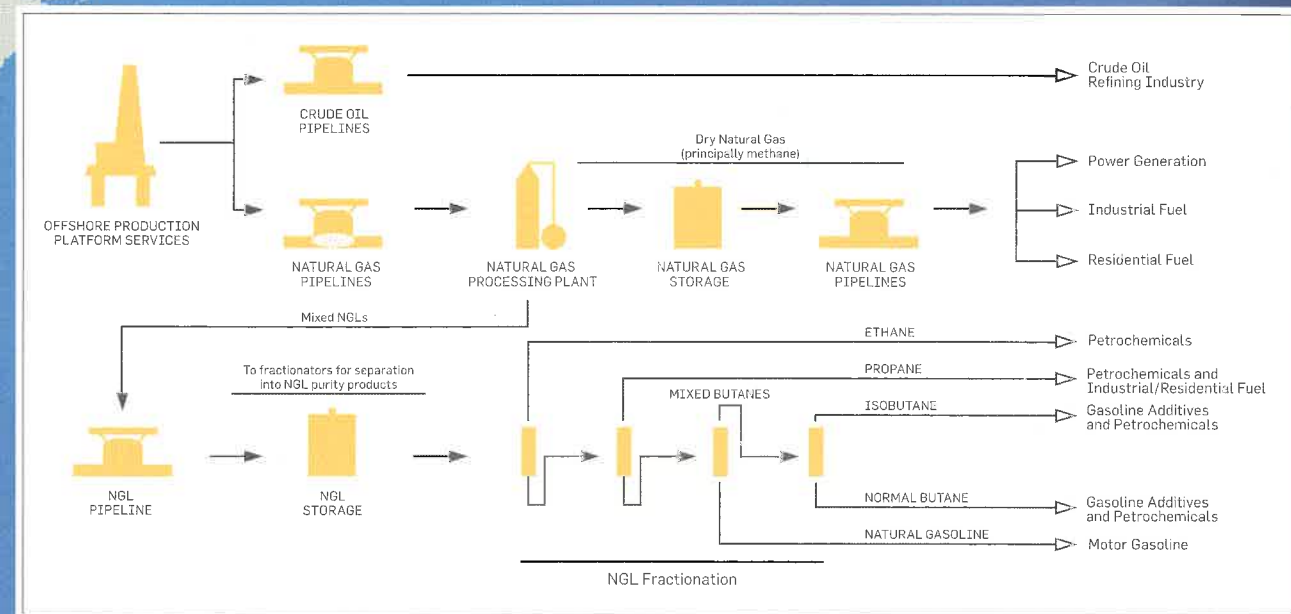 Crude Oil
Refining Industry
CRUDE OIL
PIPELINES
Dry Natural Gas
(principally methane)
Power Generation
OFFSHORE PRODUCTION
PLATFORM SERVICES
Industrial Fuel
NATURAL GAS
PIPELINES
NATURAL GAS
PROCESSING PLANT
NATURAL GAS
STORAGE
NATURAL GAS
PIPELINES
Residential Fuel
Mixed NGLs
ETHANE
Petrochemicals
To fractionators for separation
into NGL purity products
PROPANE
Petrochemicals and
Industrial/Residential Fuel
MIXED BUTANES
ISOBUTANE
Gasoline Additives
and Petrochemicals
NGL
PIPELINE
NGL
STORAGE
NORMAL BUTANE
Gasoline Additives
and Petrochemicals
NATURAL GASOLINE
Motor Gasoline
NGL Fractionation